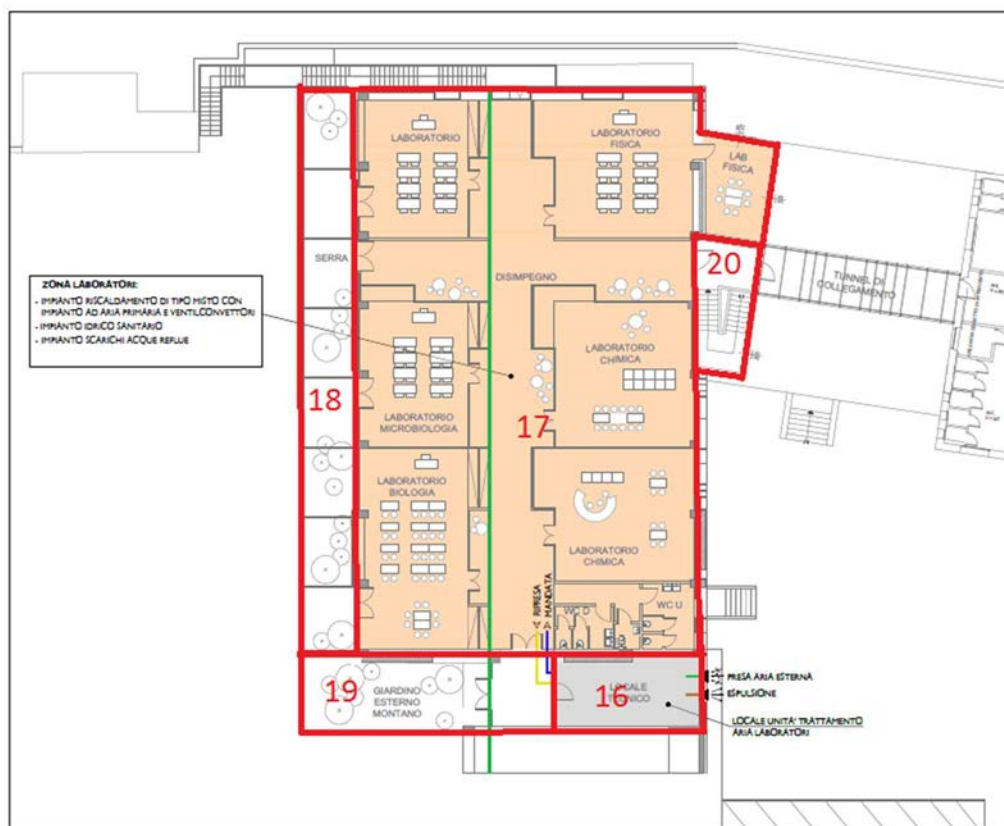 LABORATORIO
LABORATORIO
FISICA
LAB
FISICA
SERRA
DISIMPEGNO
20
TUNNEL DI
COLLEGAMENTO
ZONA LABORATORI:
- IMPIANTO RISCALDAMENTO DI TIPO MISTO CON
IMPIANTO AD ARIA PRIMARIA E VENTILCONVETTORI
- IMPIANTO IDRICO SANITARIO
- IMPIANTO SCARICHI ACQUE REFLUE
LABORATORIO
CHIMICA
18
LABORATORIO
MICROBIOLOGIA
17
LABORATORIO
BIOLOGIA
LABORATORIO
CHIMICA
RIPRESA
MANDATA
WC D
WC U
19
GIARDINO
ESTERNO
MONTANO
LOCALE
TECNICO
16
PRESA ARIA ESTERNA
ESPULSIONE
LOCALE UNITA' TRATTAMENTO
ARIA LABORATORI